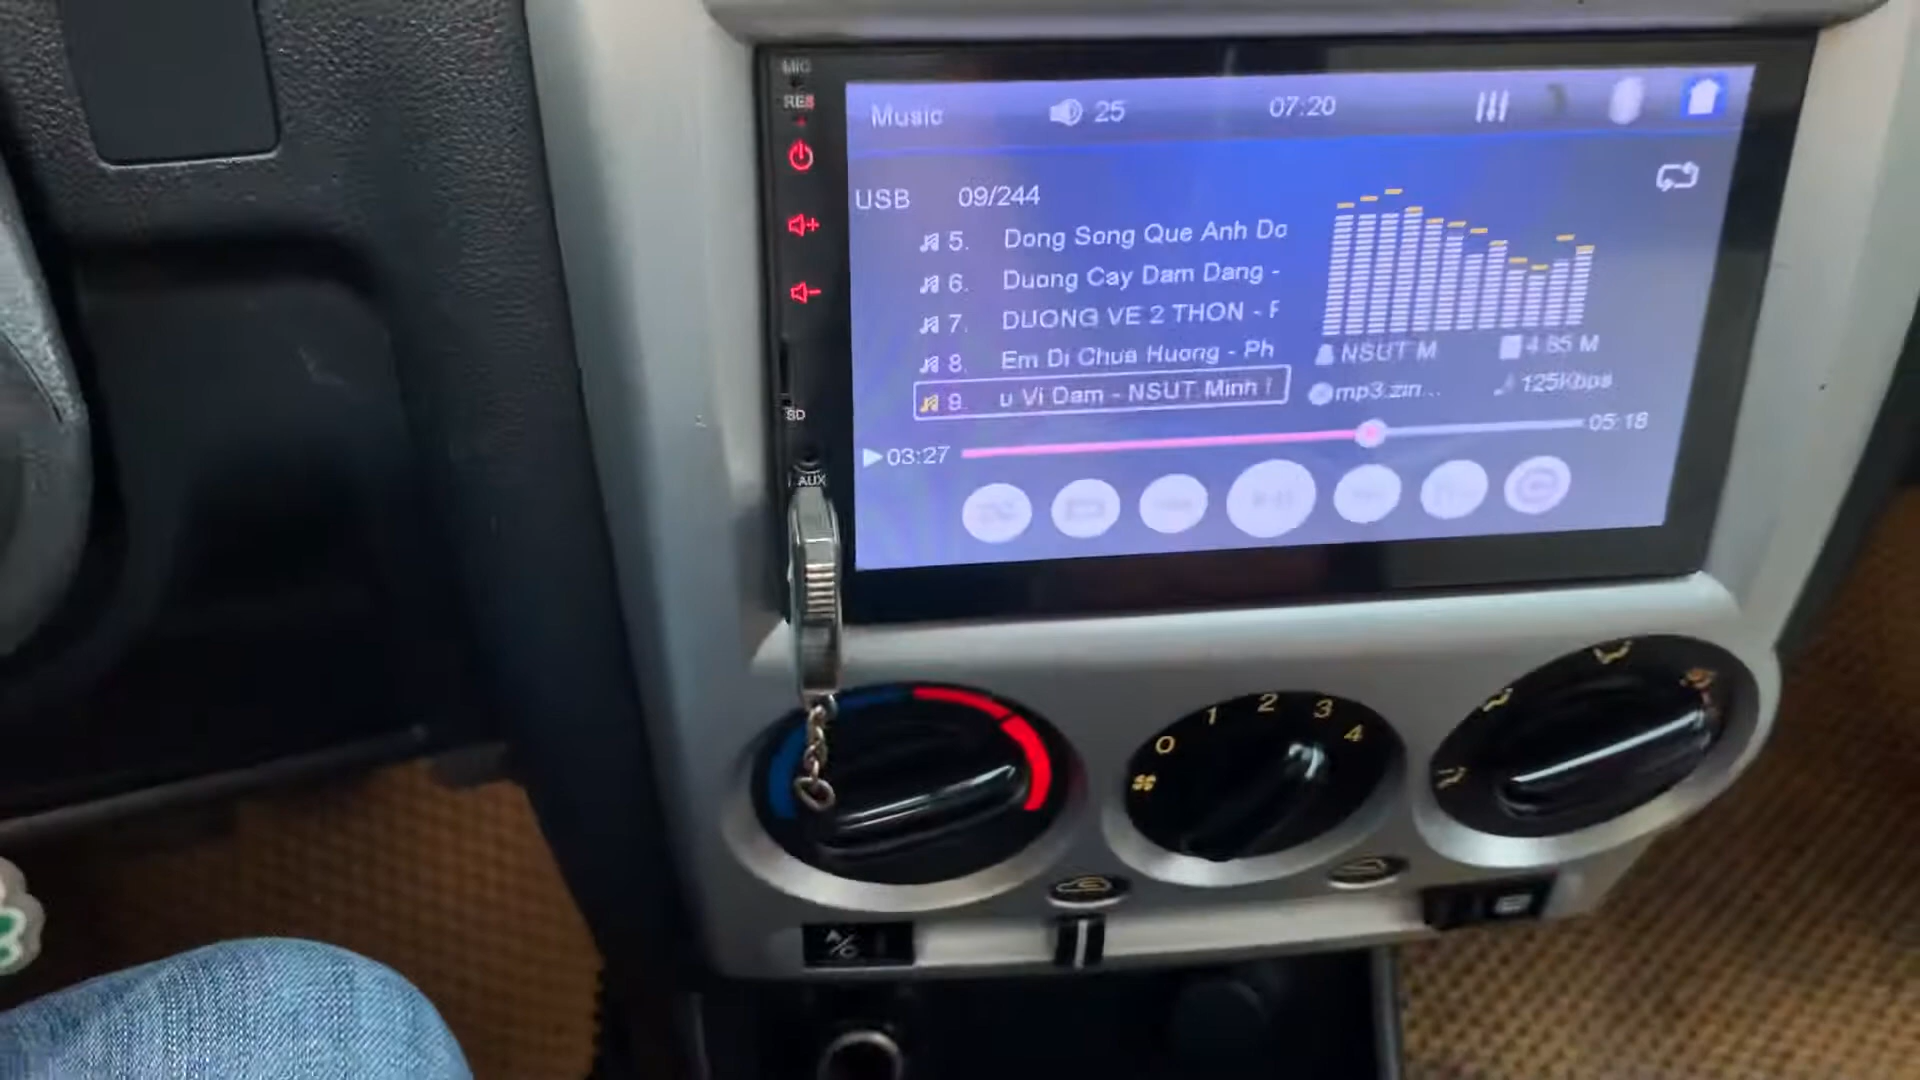 MIC
RES
Music 25 07:20
USB 09/244
5. Dong Song Que Anh Do
6. Duong Cay Dam Dang -
7. DUONG VE 2 THON - F
8. Em Di Chua Huong - Ph
9. u Vi Dam - NSUT Minh
NSUT M 4.85 M
mp3.zin... 125Kbps
03:27 05:18
SD
AUX
0 1 2 3 4
A/C